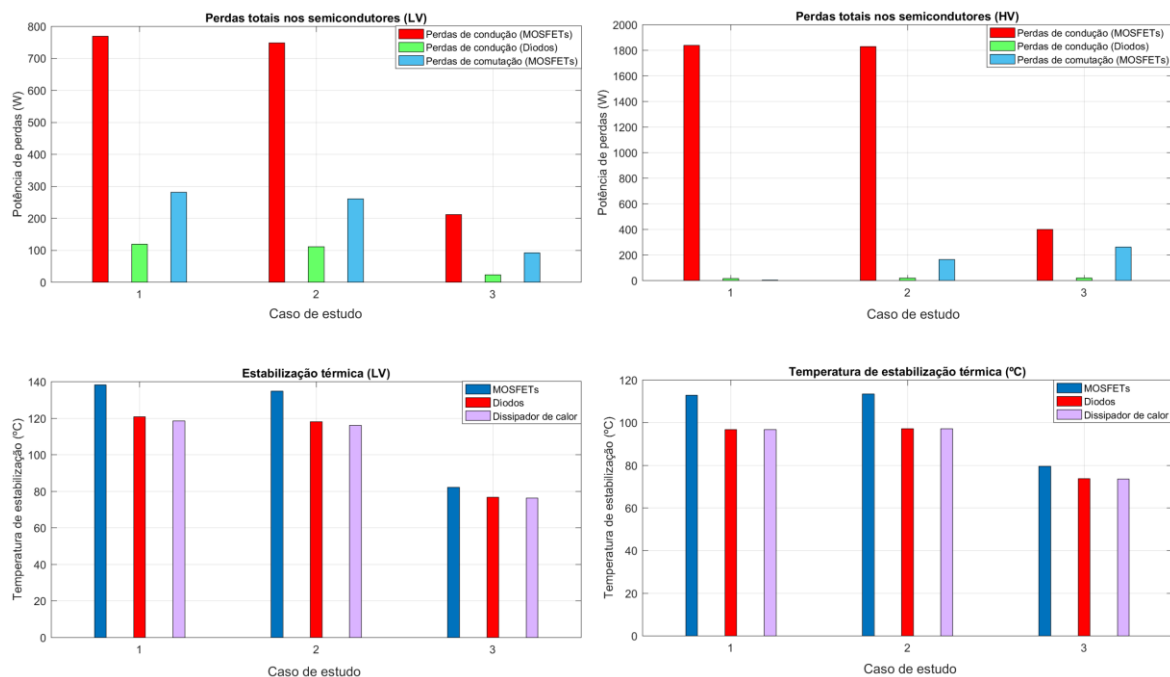 Perdas totais nos semicondutores (LV)
Perdas de condução (MOSFETs)
Perdas de condução (Diodos)
Perdas de comutação (MOSFETs)
Potência de perdas (W)
800
700
600
500
400
300
200
100
0
1 2 3
Caso de estudo
Perdas totais nos semicondutores (HV)
Perdas de condução (MOSFETs)
Perdas de condução (Diodos)
Perdas de comutação (MOSFETs)
Potência de perdas (W)
2000
1800
1600
1400
1200
1000
800
600
400
200
0
1 2 3
Caso de estudo
Estabilização térmica (LV)
MOSFETs
Diodos
Dissipador de calor
Temperatura de estabilização (ºC)
140
120
100
80
60
40
20
0
1 2 3
Caso de estudo
Temperatura de estabilização térmica (ºC)
MOSFETs
Diodos
Dissipador de calor
Temperatura de estabilização (ºC)
120
100
80
60
40
20
0
1 2 3
Caso de estudo